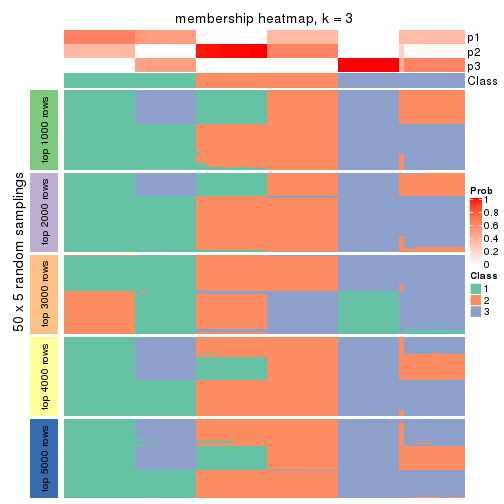 membership heatmap, k = 3
p1
p2
p3
Class
50 x 5 random samplings
top 1000 rows
top 2000 rows
top 3000 rows
top 4000 rows
top 5000 rows
Prob
1
0.8
0.6
0.4
0.2
0
Class
1
2
3